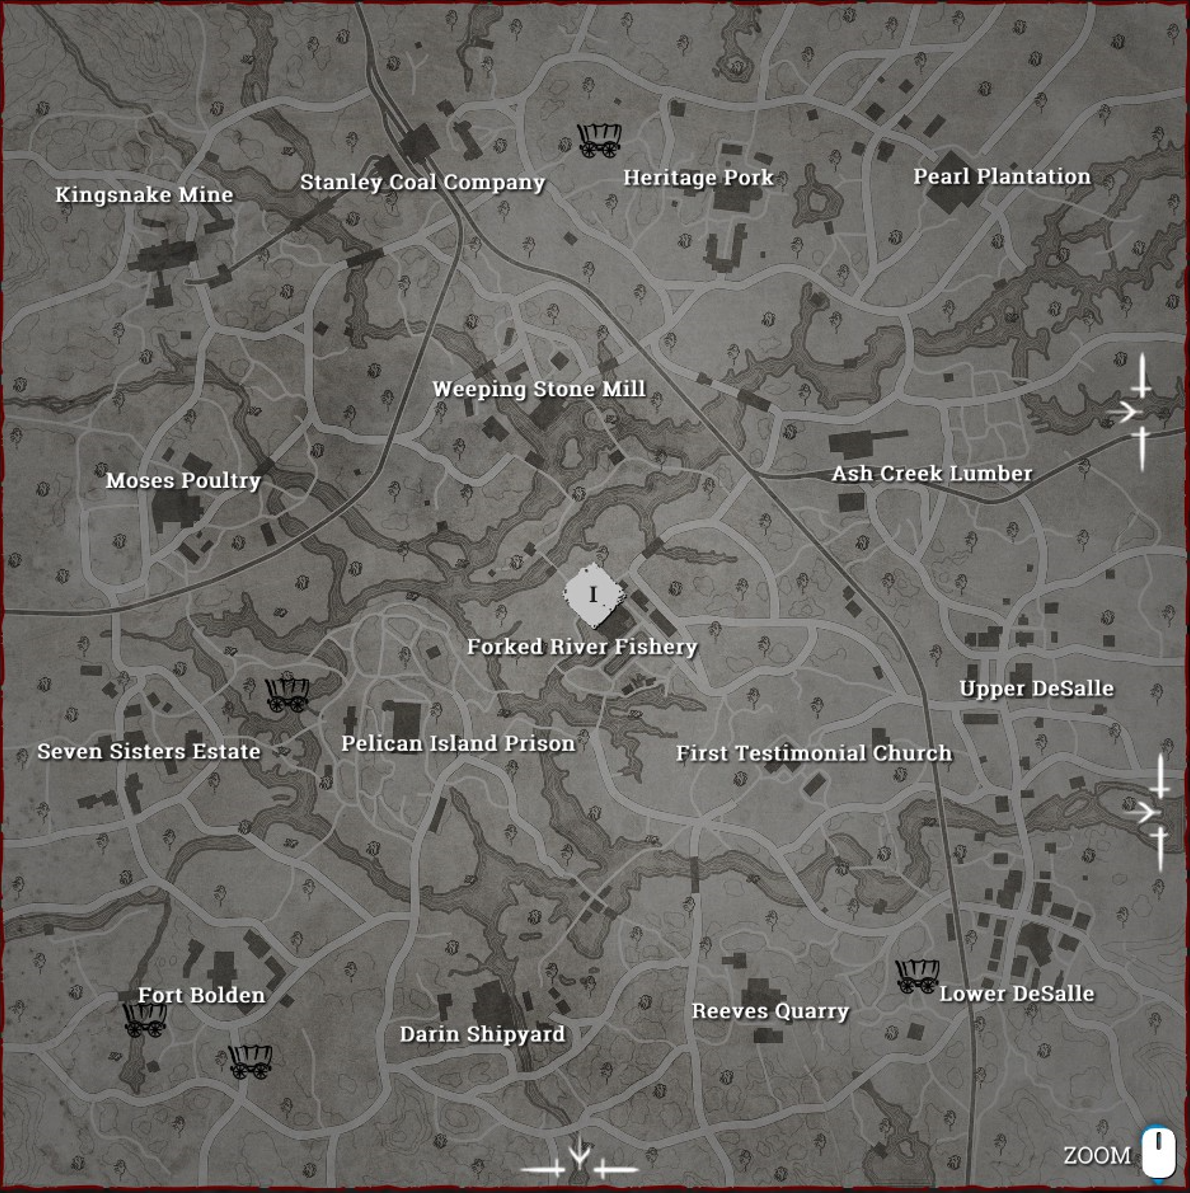 Kingsnake Mine
Stanley Coal Company
Heritage Pork
Pearl Plantation
Weeping Stone Mill
Moses Poultry
Ash Creek Lumber
I
Forked River Fishery
Upper DeSalle
Seven Sisters Estate
Pelican Island Prison
First Testimonial Church
Fort Bolden
Darin Shipyard
Reeves Quarry
Lower DeSalle
ZOOM